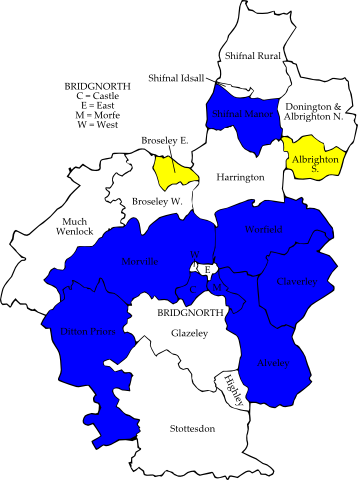 Shifnal Rural
Shifnal Idsall
BRIDGNORTH
C = Castle
E = East
M = Morfe
W = West
Donington &
Albrighton N.
Shifnal Manor
Broseley E.
Albrighton
S.
Harrington
Broseley W.
Much
Wenlock
Worfield
W
Morville
E
Claverley
C
M
BRIDGNORTH
Ditton Priors
Glazeley
Alveley
Highley
Stottesdon